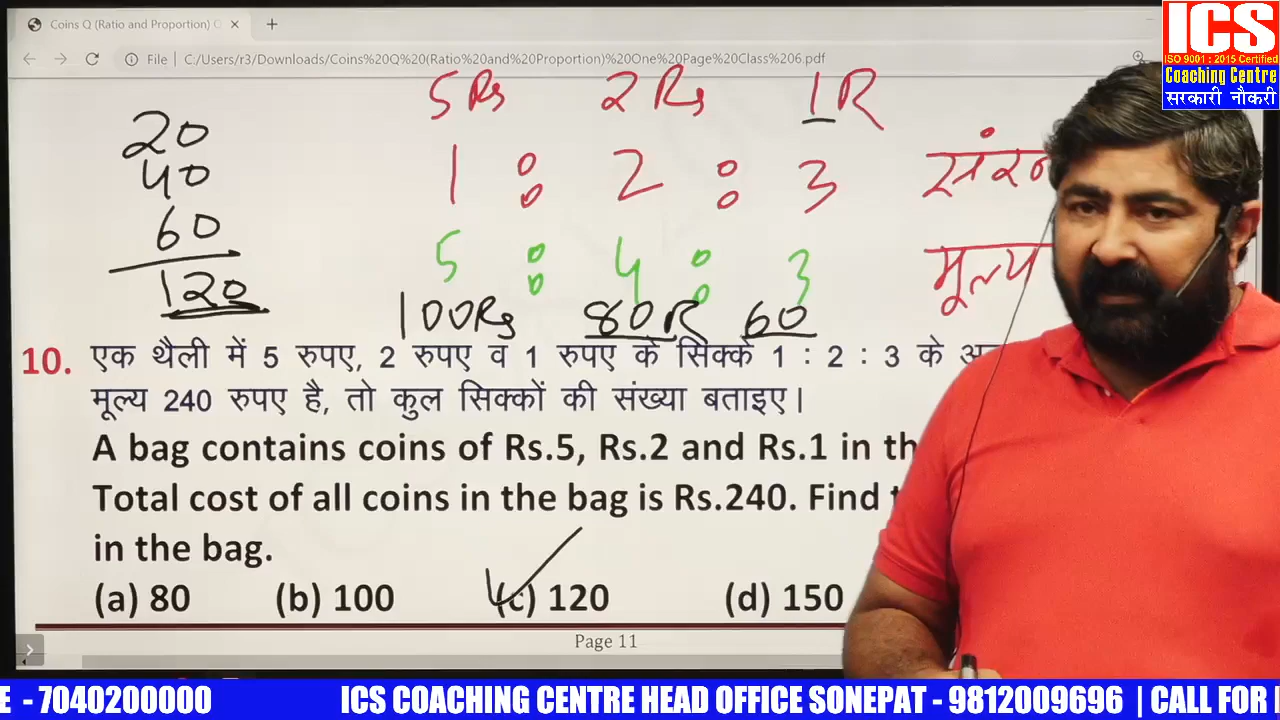 Coins Q (Ratio and Proportion) O
File C:/Users/r3/Downloads/Coins%20Q%20(Ratio%20and%20Proportion)%20One%20Page%20Class%206.pdf
ICS
ISO 9001 : 2015 Certified
Coaching Centre
सरकारी नौकरी
5 Rs 2 Rs 1 R
1 : 2 : 3
5 : 4 : 3 मूल्य
100Rs 80R 60
20
40
60
120
10. एक थैली में 5 रुपए, 2 रुपए व 1 रुपए के सिक्के 1 : 2 : 3 के
मूल्य 240 रुपए है, तो कुल सिक्कों की संख्या बताइए।
A bag contains coins of Rs.5, Rs.2 and Rs.1 in
Total cost of all coins in the bag is Rs.240. Find
in the bag.
(a) 80 (b) 100 (c) 120 (d) 150
Page 11
- 7040200000 ICS COACHING CENTRE HEAD OFFICE SONEPAT - 9812009696 | CALL FOR